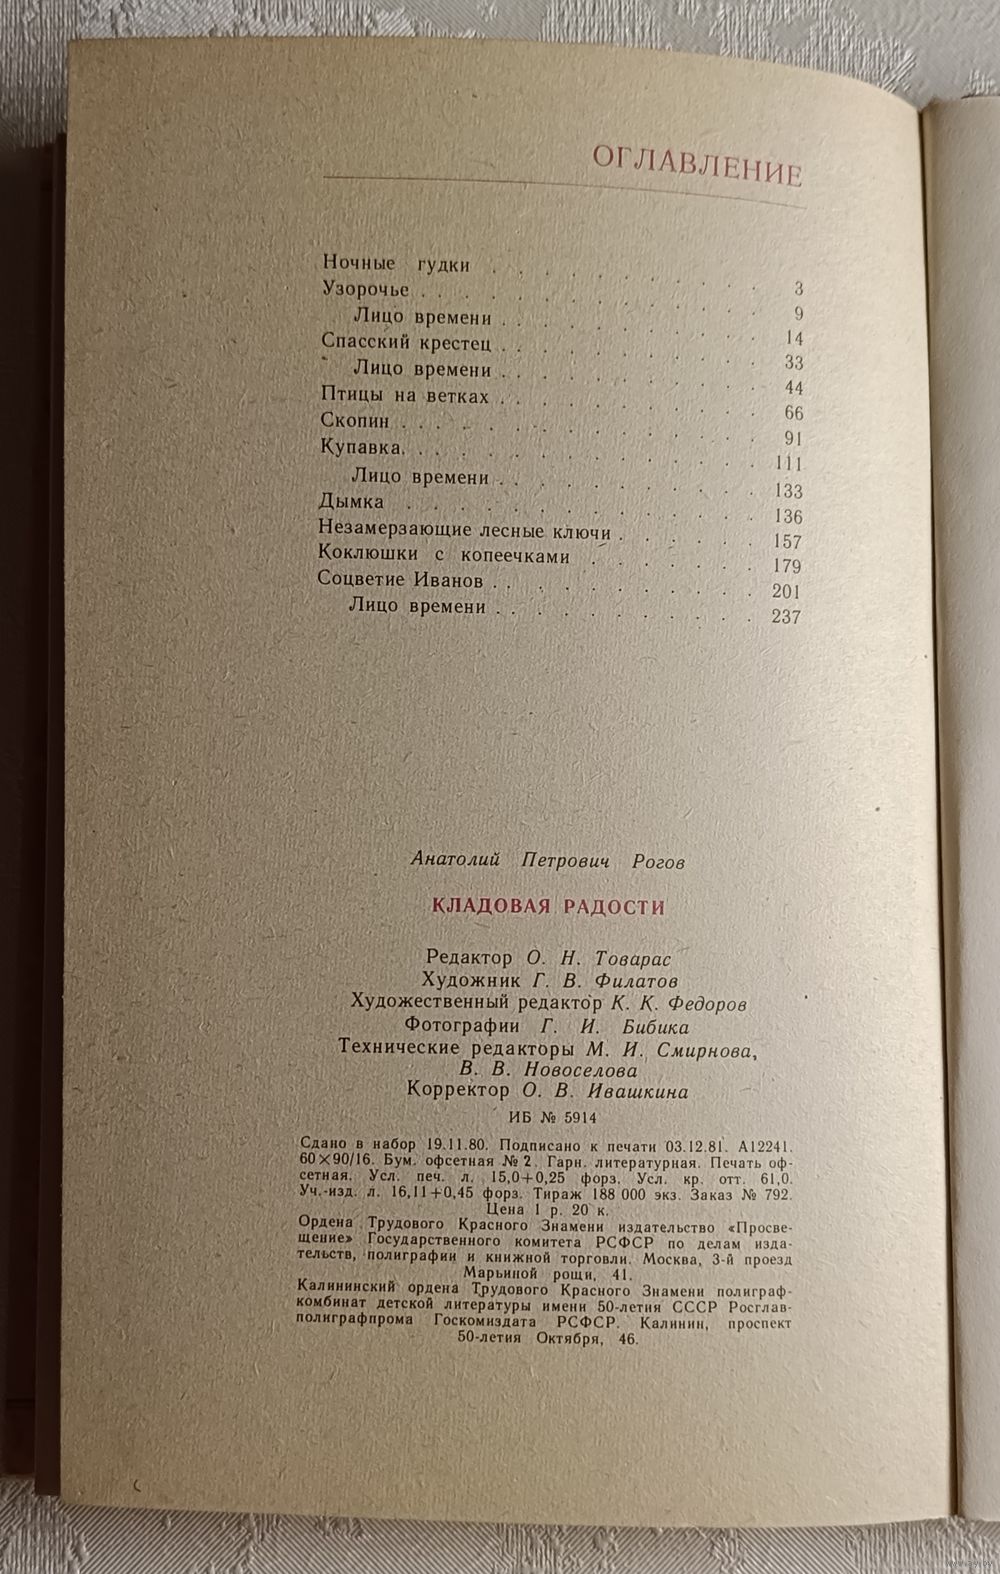 ОГЛАВЛЕНИЕ
Ночные гудки . . . . . . . . . . 3
Узорочье . . . . . . . . . . . . 9
Лицо времени . . . . . . . . . . 14
Спасский крестец . . . . . . . . . 33
Лицо времени . . . . . . . . . . 44
Птицы на ветках . . . . . . . . . 66
Скопин . . . . . . . . . . . . . 91
Купавка. . . . . . . . . . . . . 111
Лицо времени . . . . . . . . . . 133
Дымка . . . . . . . . . . . . . 136
Незамерзающие лесные ключи . . . . . . 157
Коклюшки с копеечками . . . . . . . 179
Соцветие Иванов . . . . . . . . . . 201
Лицо времени . . . . . . . . . . 237
Анатолий Петрович Рогов
КЛАДОВАЯ РАДОСТИ
Редактор О. Н. Товарас
Художник Г. В. Филатов
Художественный редактор К. К. Федоров
Фотографии Г. И. Бибика
Технические редакторы М. И. Смирнова,
В. В. Новоселова
Корректор О. В. Ивашкина
ИБ № 5914
Сдано в набор 19.11.80. Подписано к печати 03.12.81. А12241.
60×90/16. Бум. офсетная № 2. Гарн. литературная. Печать оф-
сетная. Усл. печ. л. 15,0+0,25 форз. Усл. кр. отт. 61,0.
Уч.-изд. л. 16,11+0,45 форз. Тираж 188 000 экз. Заказ № 792.
Цена 1 р. 20 к.
Ордена Трудового Красного Знамени издательство «Просве-
щение» Государственного комитета РСФСР по делам изда-
тельств, полиграфии и книжной торговли. Москва, 3-й проезд
Марьиной рощи, 41.
Калининский ордена Трудового Красного Знамени полиграф-
комбинат детской литературы имени 50-летия СССР Росглав-
полиграфпрома Госкомиздата РСФСР. Калинин, проспект
50-летия Октября, 46.